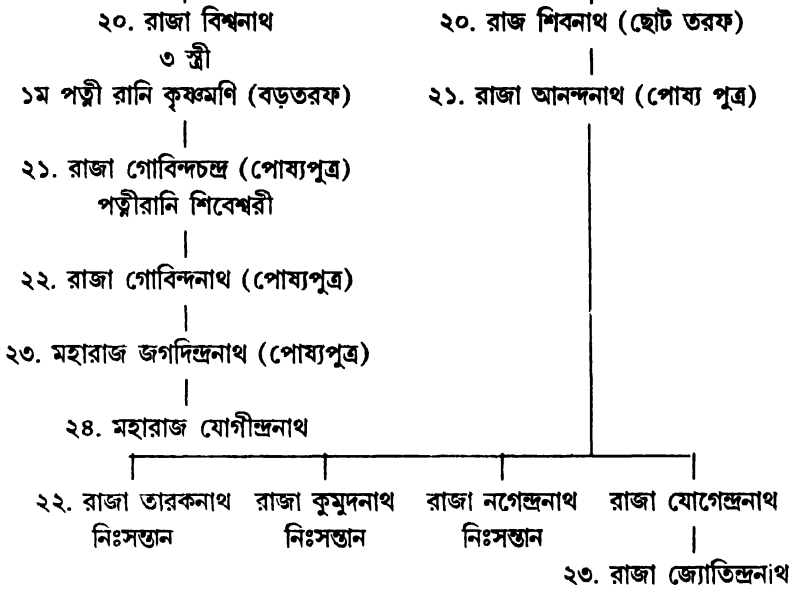 ২০. রাজা বিশ্বনাথ
২০. রাজ শিবনাথ (ছোট তরফ)
৩ স্ত্রী
১ম পত্নী রানি কৃষ্ণমণি (বড়তরফ)
২১. রাজা আনন্দনাথ (পোষ্য পুত্র)
২১. রাজা গোবিন্দচন্দ্র (পোষ্যপুত্র)
পত্নীরানি শিবেশ্বরী
২২. রাজা গোবিন্দনাথ (পোষ্যপুত্র)
২৩. মহারাজ জগদিন্দ্রনাথ (পোষ্যপুত্র)
২৪. মহারাজ যোগীন্দ্রনাথ
২২. রাজা তারকনাথ রাজা কুমুদনাথ রাজা নগেন্দ্রনাথ রাজা যোগেন্দ্রনাথ
নিঃসন্তান নিঃসন্তান নিঃসন্তান
২৩. রাজা জ্যোতিন্দ্রনাথ